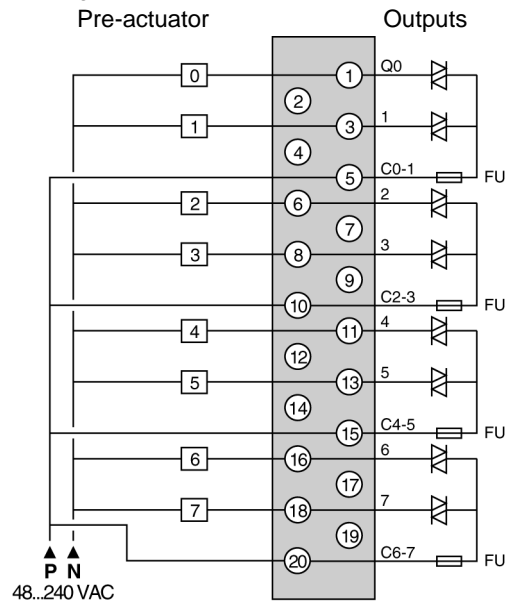 Pre-actuator Outputs
0 1 Q0
2
1 3 1
4
5 C0-1 FU
2 6 2
7
3 8 3
9
10 C2-3 FU
4 11 4
12
5 13 5
14
15 C4-5 FU
6 16 6
17
7 18 7
19
20 C6-7 FU
P N
48...240 VAC